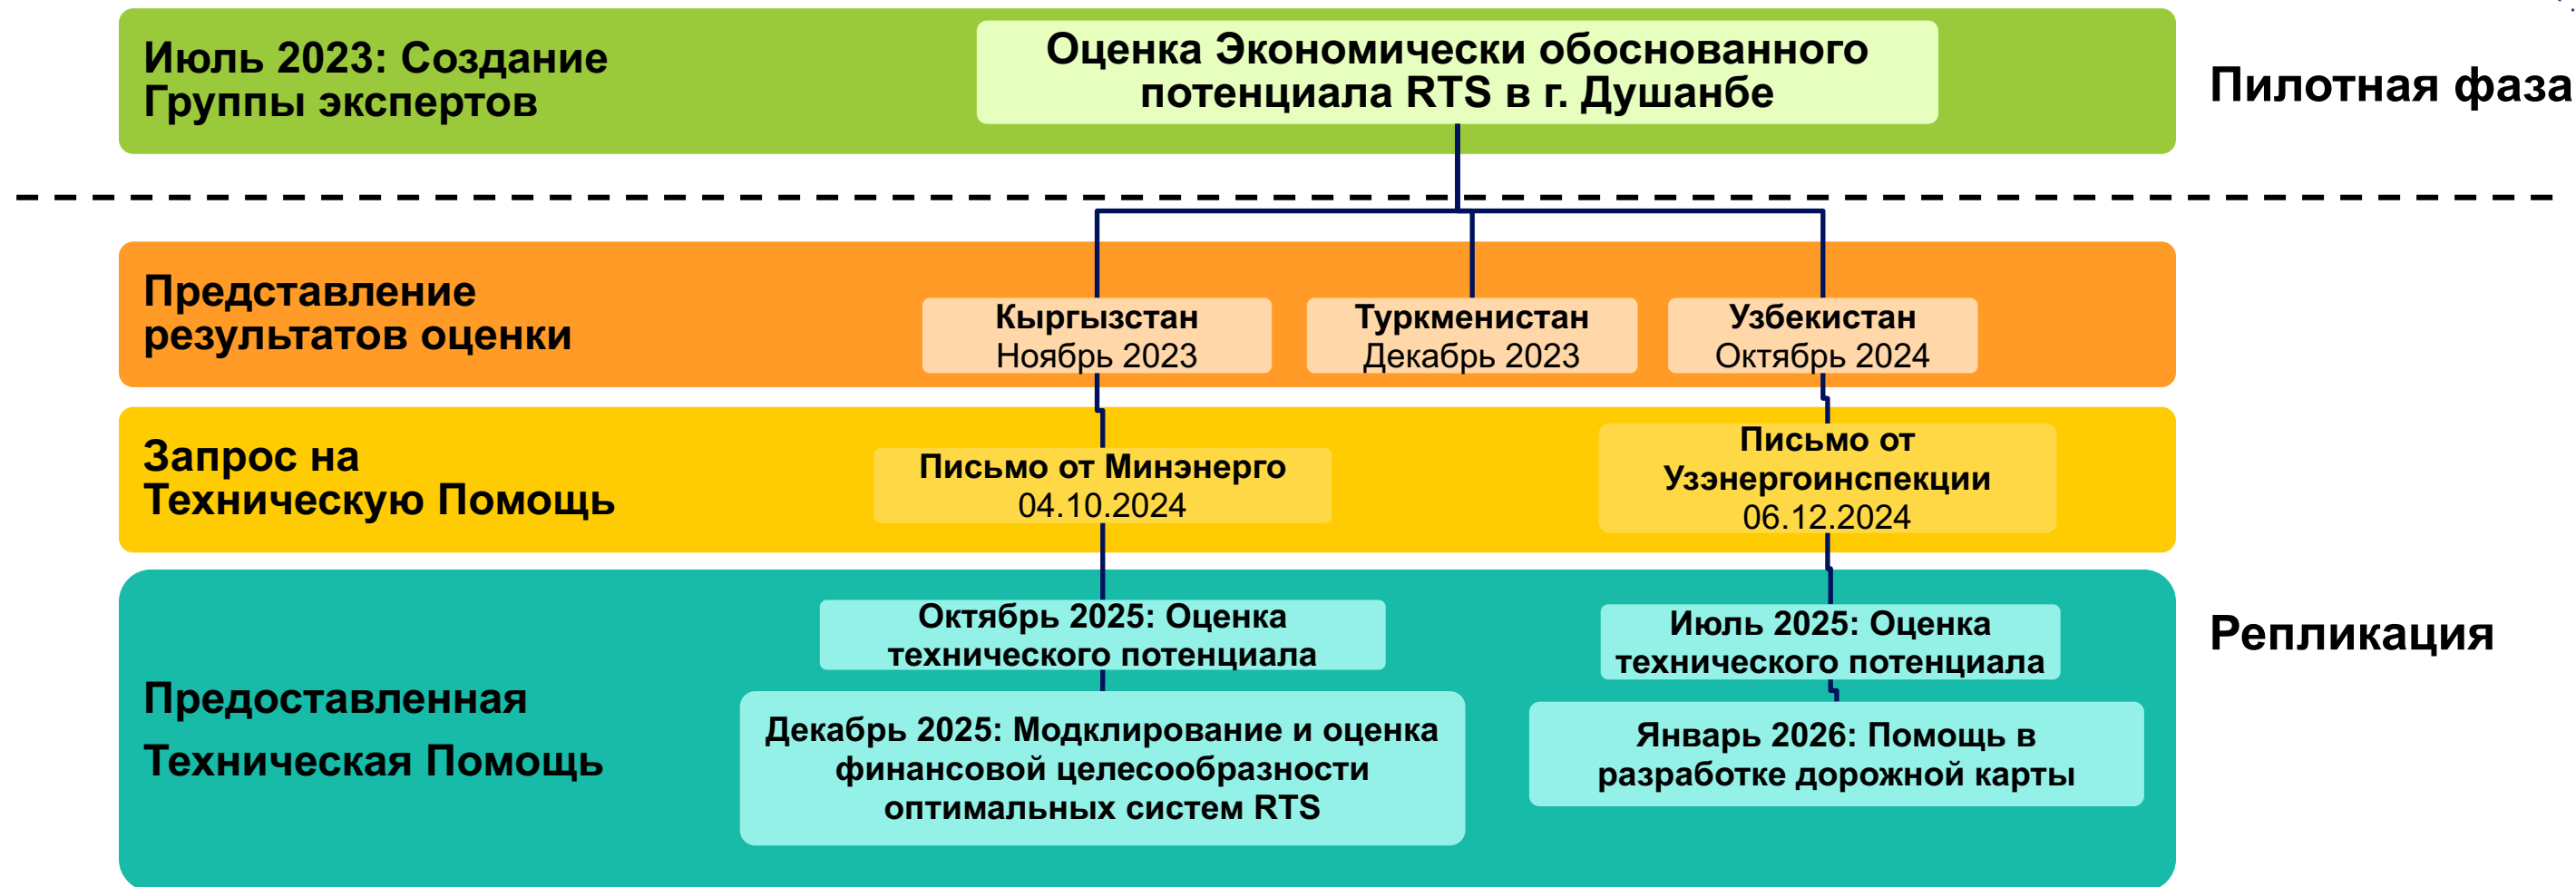 Июль 2023: Создание
Группы экспертов
Оценка Экономически обоснованного
потенциала RTS в г. Душанбе
Пилотная фаза
Представление
результатов оценки
Кыргызстан
Ноябрь 2023
Туркменистан
Декабрь 2023
Узбекистан
Октябрь 2024
Запрос на
Техническую Помощь
Письмо от Минэнерго
04.10.2024
Письмо от
Узэнергоинспекции
06.12.2024
Предоставленная
Техническая Помощь
Октябрь 2025: Оценка
технического потенциала
Декабрь 2025: Модклирование и оценка
финансовой целесообразности
оптимальных систем RTS
Июль 2025: Оценка
технического потенциала
Январь 2026: Помощь в
разработке дорожной карты
Репликация